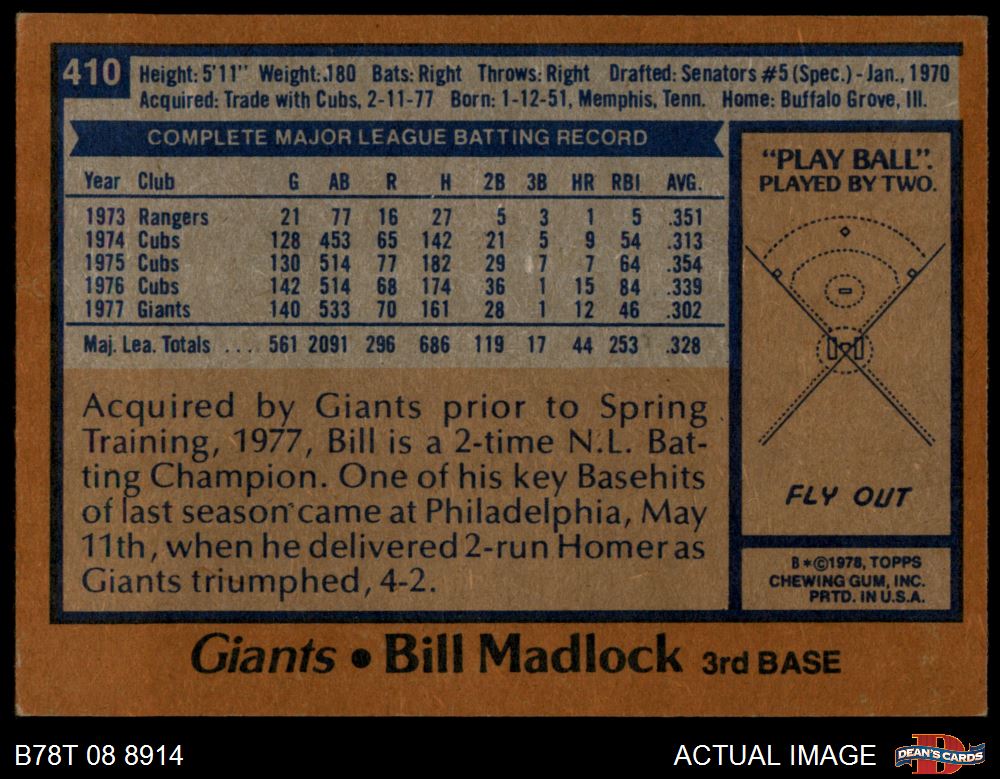 410
Height: 5'11" Weight: 180 Bats: Right Throws: Right Drafted: Senators #5 (Spec.) - Jan., 1970
Acquired: Trade with Cubs, 2-11-77 Born: 1-12-51, Memphis, Tenn. Home: Buffalo Grove, Ill.
COMPLETE MAJOR LEAGUE BATTING RECORD
Year Club G AB R H 2B 3B HR RBI AVG.
1973 Rangers 21 77 16 27 5 3 1 5 .351
1974 Cubs 128 453 65 142 21 5 9 54 .313
1975 Cubs 130 514 77 182 29 7 7 64 .354
1976 Cubs 142 514 68 174 36 1 15 84 .339
1977 Giants 140 533 70 161 28 1 12 46 .302
Maj. Lea. Totals .... 561 2091 296 686 119 17 44 253 .328
Acquired by Giants prior to Spring
Training, 1977, Bill is a 2-time N.L. Bat-
ting Champion. One of his key Basehits
of last season came at Philadelphia, May
11th, when he delivered 2-run Homer as
Giants triumphed, 4-2.
"PLAY BALL".
PLAYED BY TWO.
FLY OUT
B*©1978, TOPPS
CHEWING GUM, INC.
PRTD. IN U.S.A.
Giants • Bill Madlock 3rd BASE
B78T 08 8914
ACTUAL IMAGE
D
DEAN'S CARDS